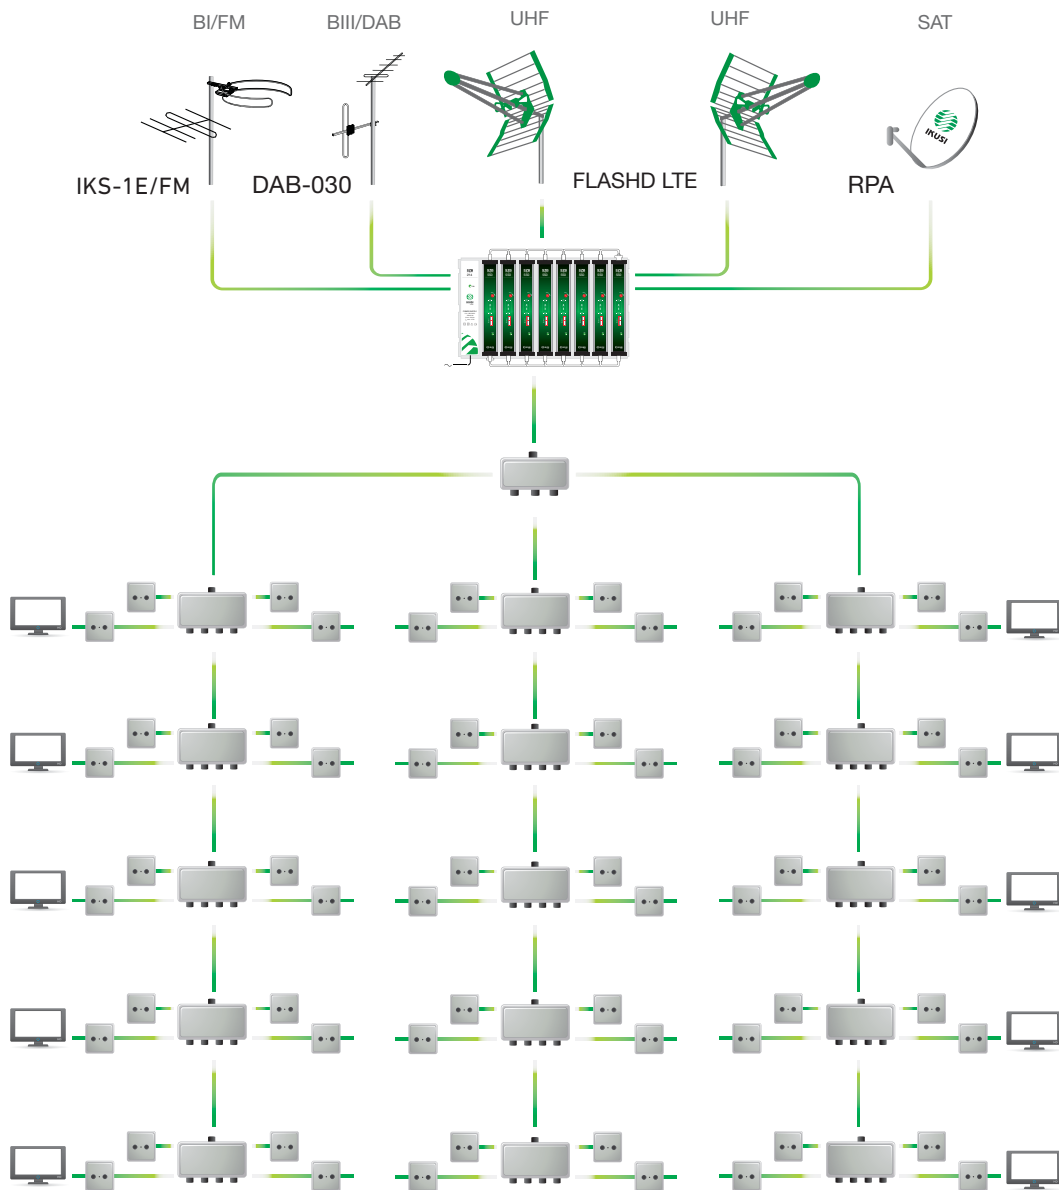 BI/FM
BIII/DAB
UHF
UHF
SAT
IKUSI
IKS-1E/FM
DAB-030
FLASHD LTE
RPA